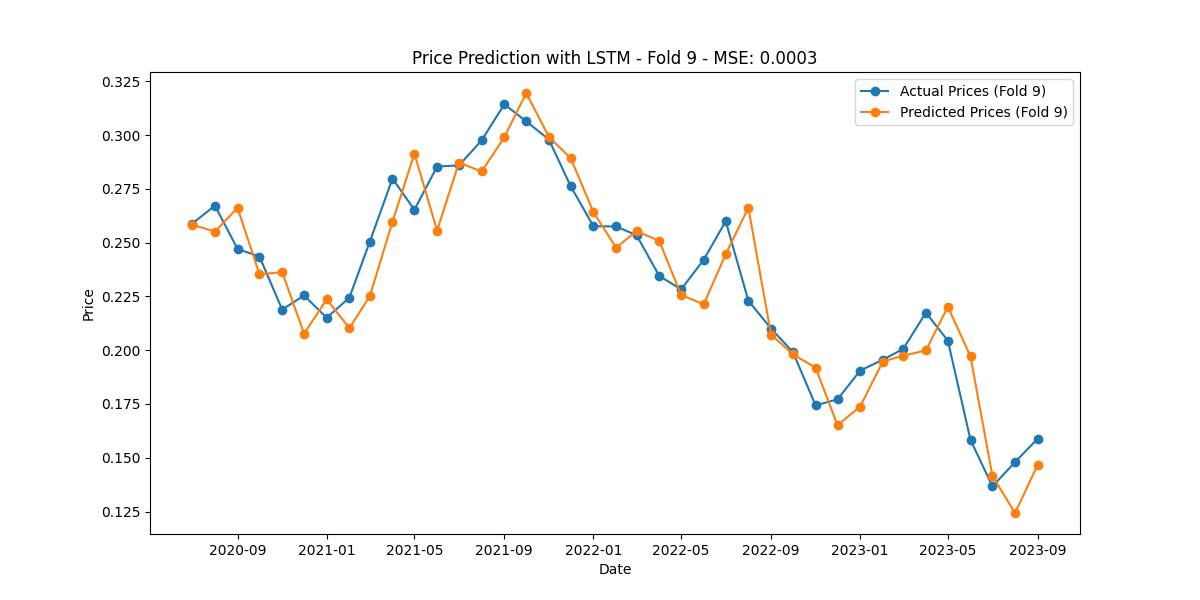 Price Prediction with LSTM - Fold 9 - MSE: 0.0003
Actual Prices (Fold 9)
Predicted Prices (Fold 9)
0.325
0.300
0.275
0.250
0.225
0.200
0.175
0.150
0.125
Price
2020-09 2021-01 2021-05 2021-09 2022-01 2022-05 2022-09 2023-01 2023-05 2023-09
Date